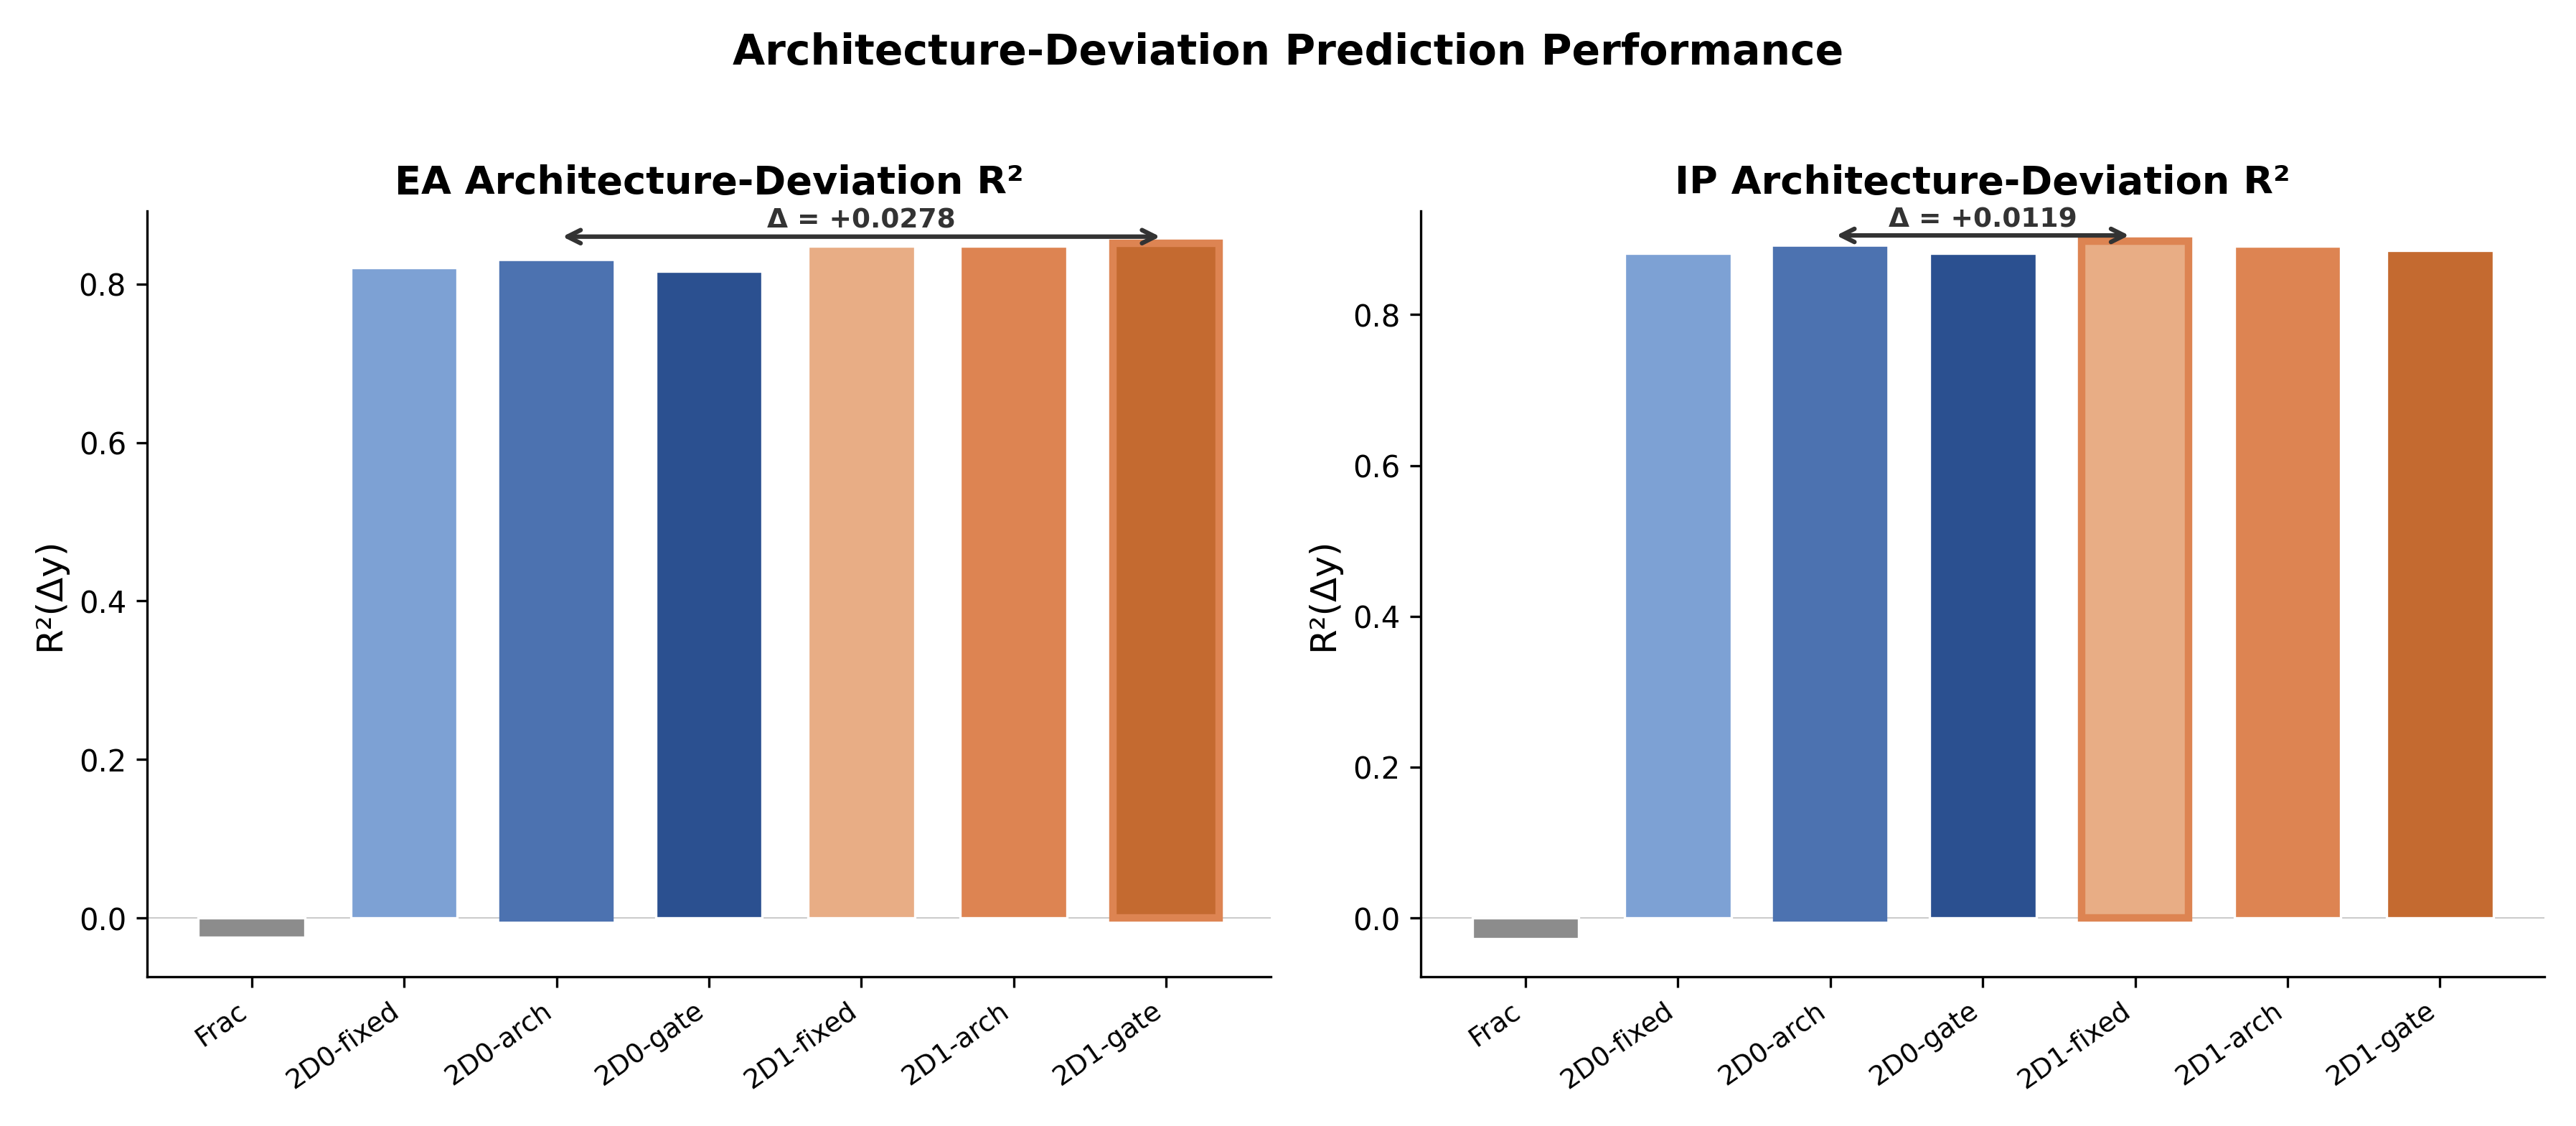 Architecture-Deviation Prediction Performance
EA Architecture-Deviation R²
Δ = +0.0278
R²(Δy)
0.8
0.6
0.4
0.2
0.0
Frac
2D0-fixed
2D0-arch
2D0-gate
2D1-fixed
2D1-arch
2D1-gate
IP Architecture-Deviation R²
Δ = +0.0119
R²(Δy)
0.8
0.6
0.4
0.2
0.0
Frac
2D0-fixed
2D0-arch
2D0-gate
2D1-fixed
2D1-arch
2D1-gate